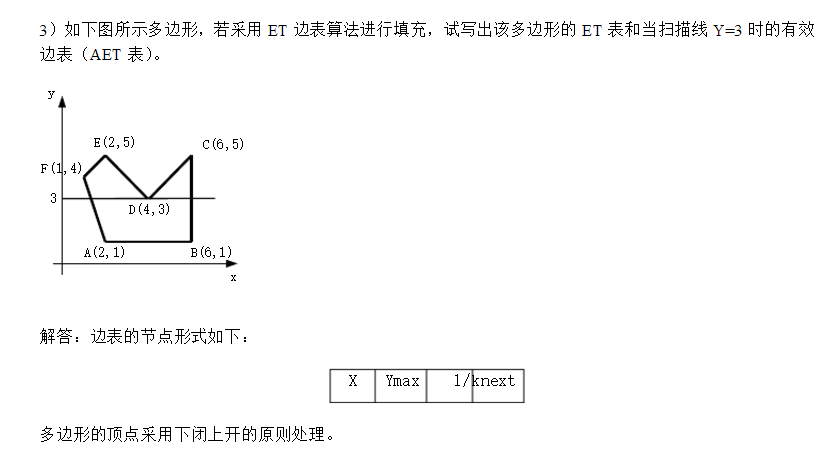 3）如下图所示多边形，若采用 ET 边表算法进行填充，试写出该多边形的 ET 表和当扫描线 Y=3 时的有效
边表（AET 表）。
y
E(2,5)
C(6,5)
F(1,4)
3
D(4,3)
A(2,1)
B(6,1)
x
解答：边表的节点形式如下：
X Ymax 1/k next
多边形的顶点采用下闭上开的原则处理。